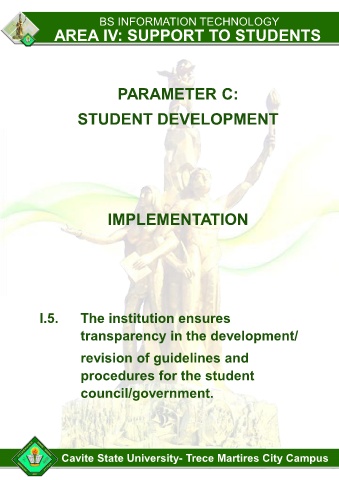 BS INFORMATION TECHNOLOGY
AREA IV: SUPPORT TO STUDENTS
PARAMETER C:
STUDENT DEVELOPMENT
IMPLEMENTATION
I.5. The institution ensures
transparency in the development/
revision of guidelines and
procedures for the student
council/government.
Cavite State University- Trece Martires City Campus